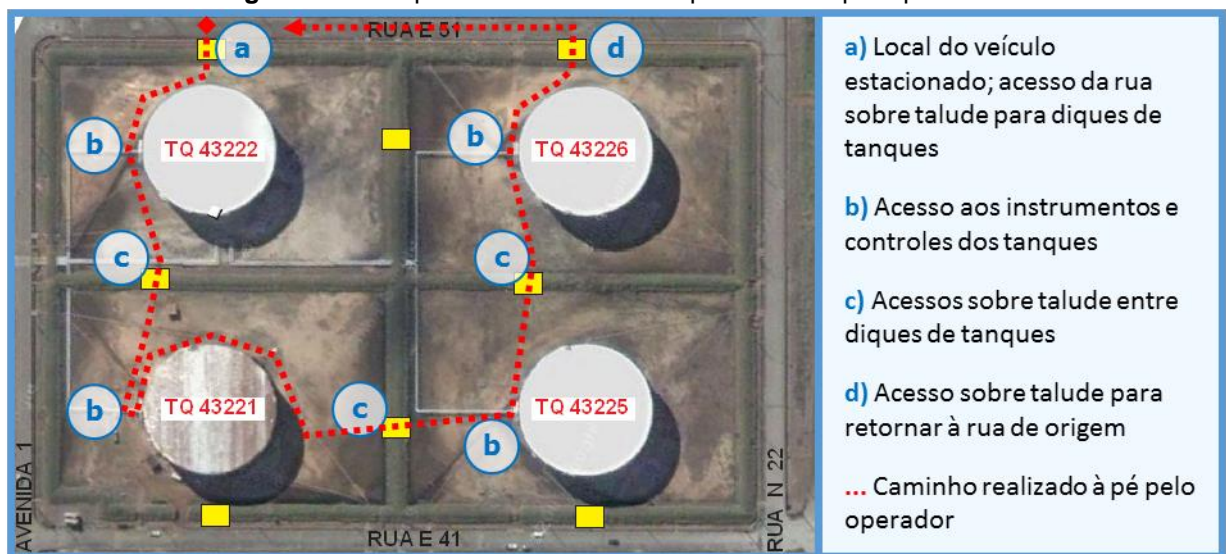 RUA E 51
a
d
b
TQ 43222
b
TQ 43226
c
c
b
TQ 43221
c
b
TQ 43225
AVENIDA 1
RUA E 41
RUA N 22
a) Local do veículo
estacionado; acesso da rua
sobre talude para diques de
tanques
b) Acesso aos instrumentos e
controles dos tanques
c) Acessos sobre talude entre
diques de tanques
d) Acesso sobre talude para
retornar à rua de origem
... Caminho realizado à pé pelo
operador